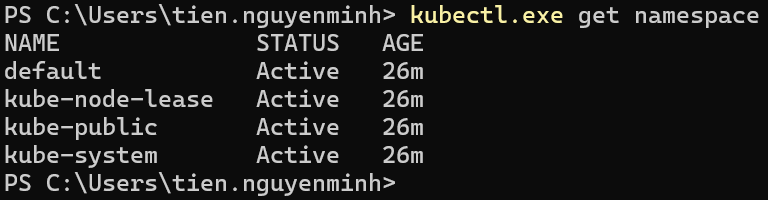 PS C:\Users\tien.nguyenminh> kubectl.exe get namespace
NAME              STATUS   AGE
default           Active   26m
kube-node-lease   Active   26m
kube-public       Active   26m
kube-system       Active   26m
PS C:\Users\tien.nguyenminh>